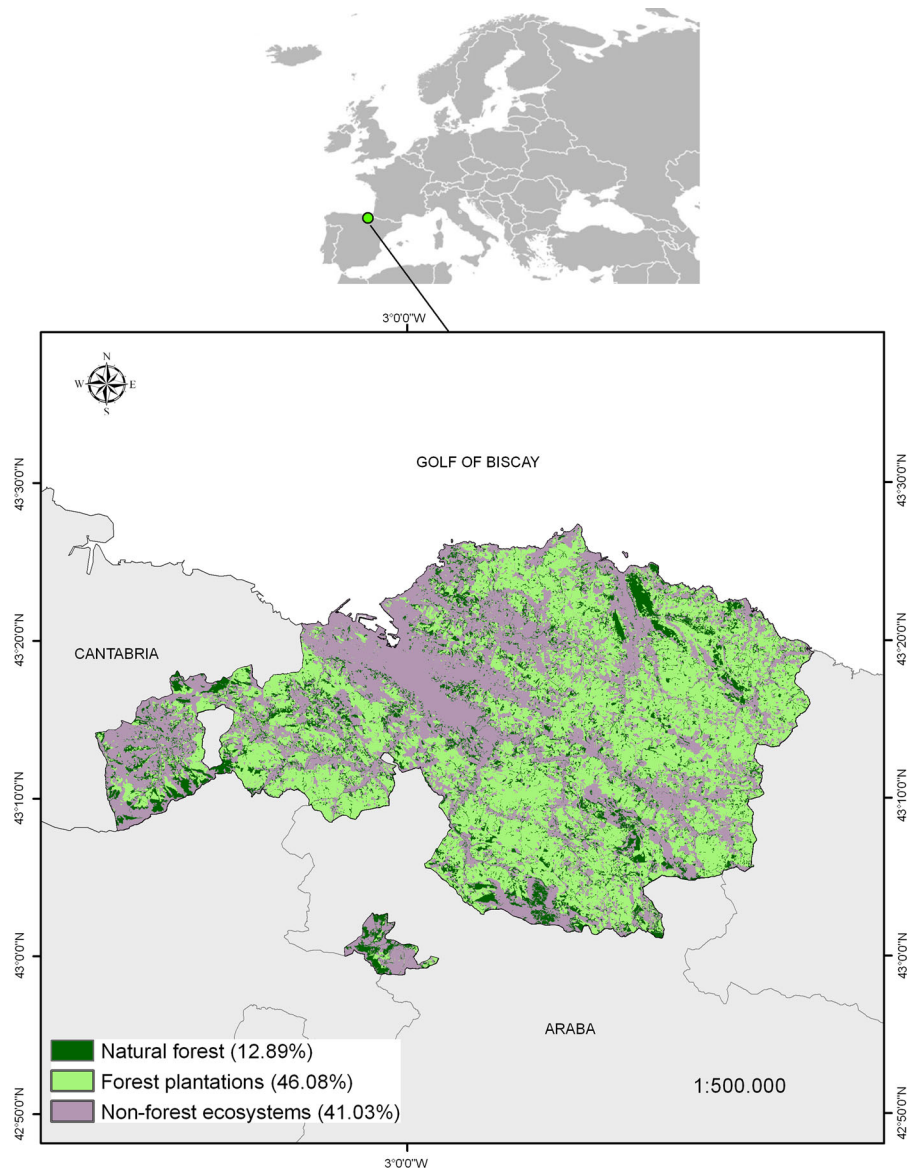 3°0'0"W
N
W E
S
GOLF OF BISCAY
43°30'0"N 43°30'0"N
43°20'0"N 43°20'0"N
CANTABRIA
43°10'0"N 43°10'0"N
43°0'0"N 43°0'0"N
ARABA
Natural forest (12.89%)
Forest plantations (46.08%)
1:500.000
Non-forest ecosystems (41.03%)
42°50'0"N 42°50'0"N
3°0'0"W